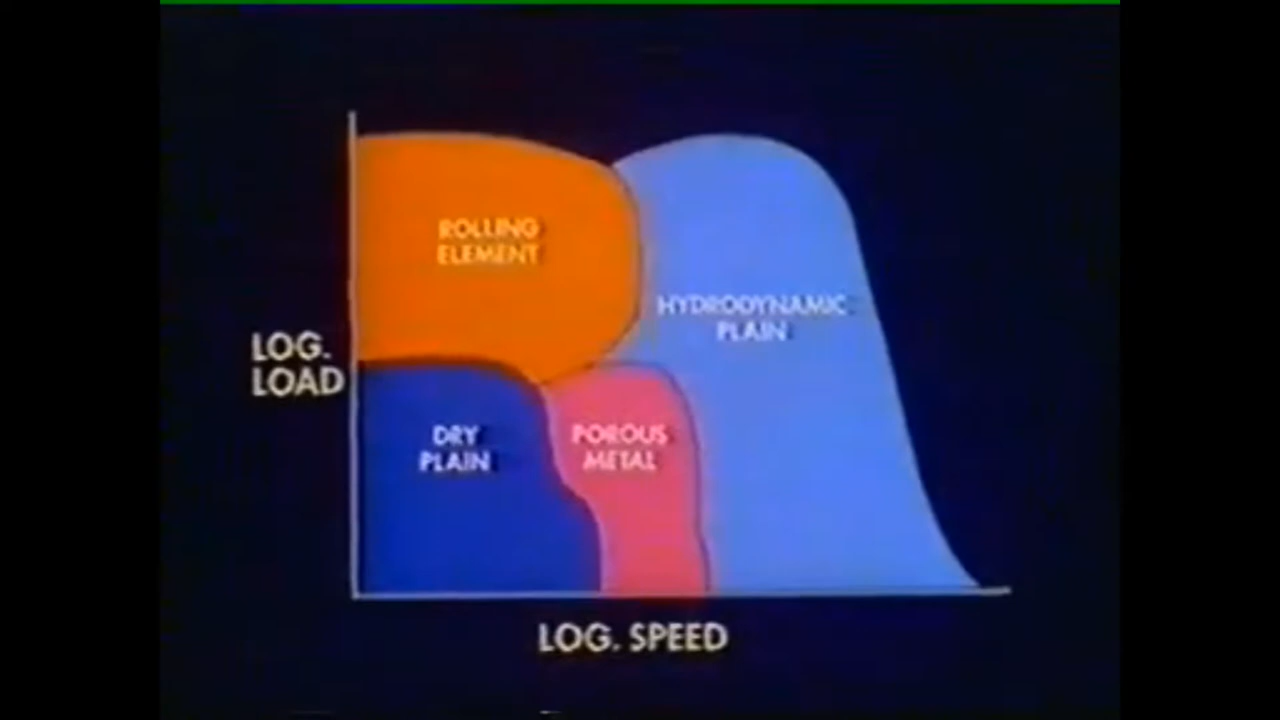 ROLLING
ELEMENT
HYDRODYNAMIC
PLAIN
LOG.
LOAD
DRY
PLAIN
POROUS
METAL
LOG. SPEED